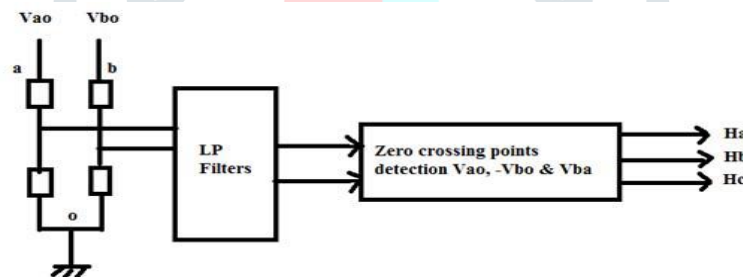 Vao Vbo
a b
LP
Filters
Zero crossing points
detection Vao, -Vbo & Vba
Ha
Hb
Hc
o